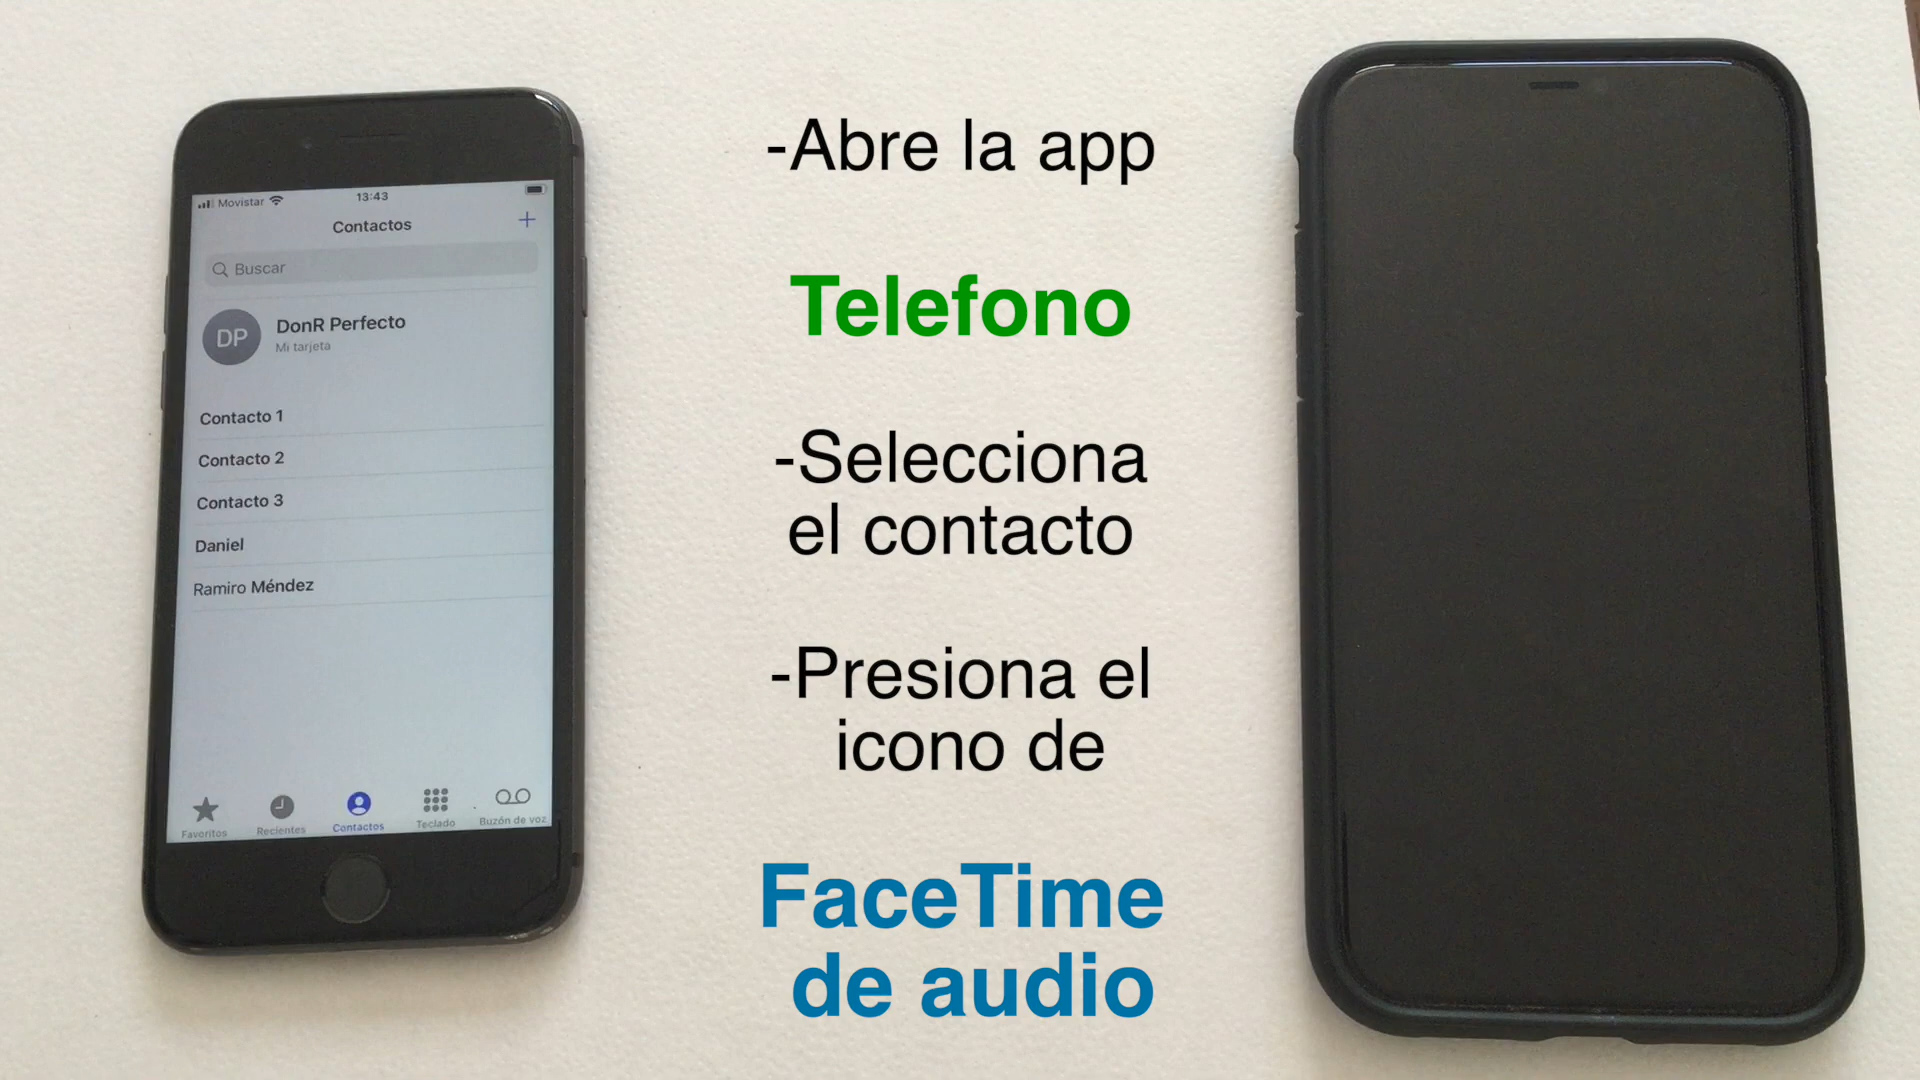 Movistar
13:43
Contactos
+
Buscar
DP
DonR Perfecto
Mi tarjeta
Contacto 1
Contacto 2
Contacto 3
Daniel
Ramiro Méndez
Favoritos
Recientes
Contactos
Teclado
Buzón de voz
-Abre la app
Telefono
-Selecciona
el contacto
-Presiona el
icono de
FaceTime
de audio